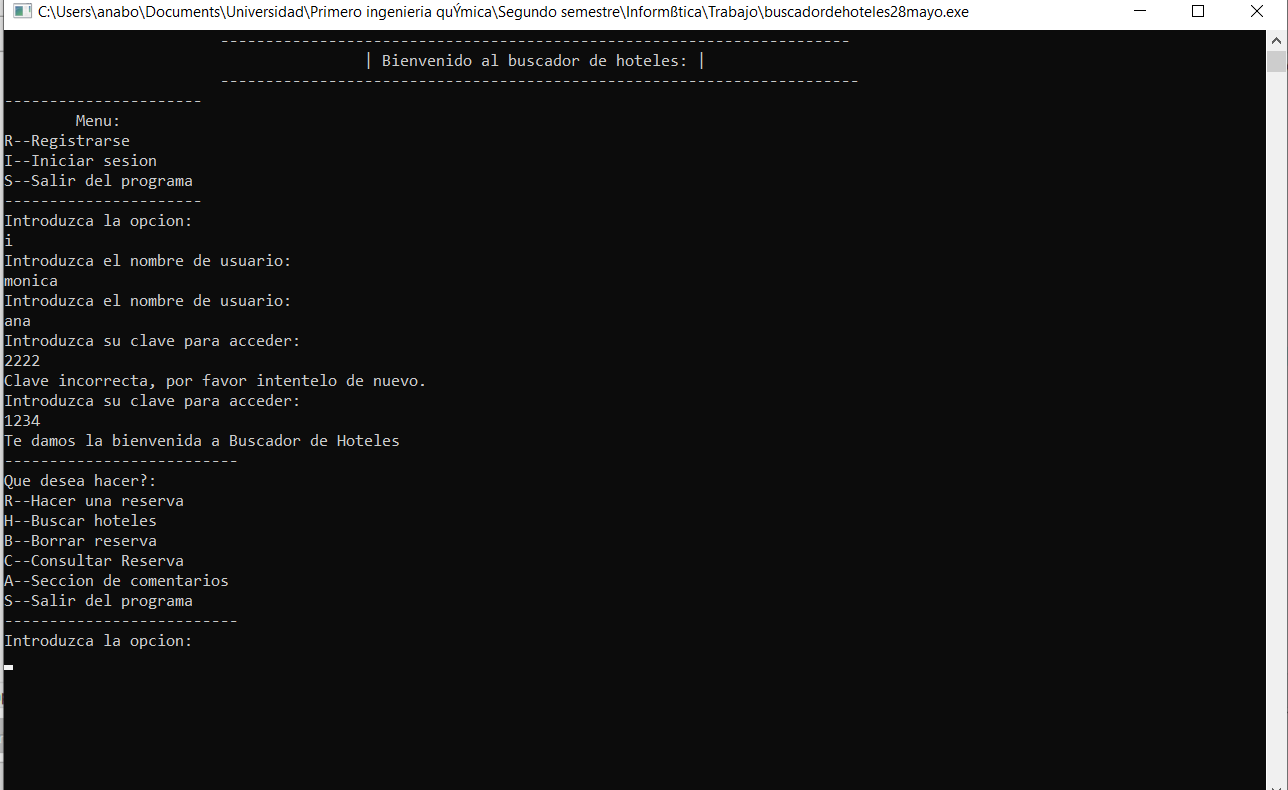 C:\Users\anabo\Documents\Universidad\Primero ingenieria quÝmica\Segundo semestre\Informßtica\Trabajo\buscadordehoteles28mayo.exe
----------------------------------------------------------------------
| Bienvenido al buscador de hoteles: |
-----------------------------------------------------------------------
----------------------
Menu:
R--Registrarse
I--Iniciar sesion
S--Salir del programa
----------------------
Introduzca la opcion:
i
Introduzca el nombre de usuario:
monica
Introduzca el nombre de usuario:
ana
Introduzca su clave para acceder:
2222
Clave incorrecta, por favor intentelo de nuevo.
Introduzca su clave para acceder:
1234
Te damos la bienvenida a Buscador de Hoteles
--------------------------
Que desea hacer?:
R--Hacer una reserva
H--Buscar hoteles
B--Borrar reserva
C--Consultar Reserva
A--Seccion de comentarios
S--Salir del programa
--------------------------
Introduzca la opcion: